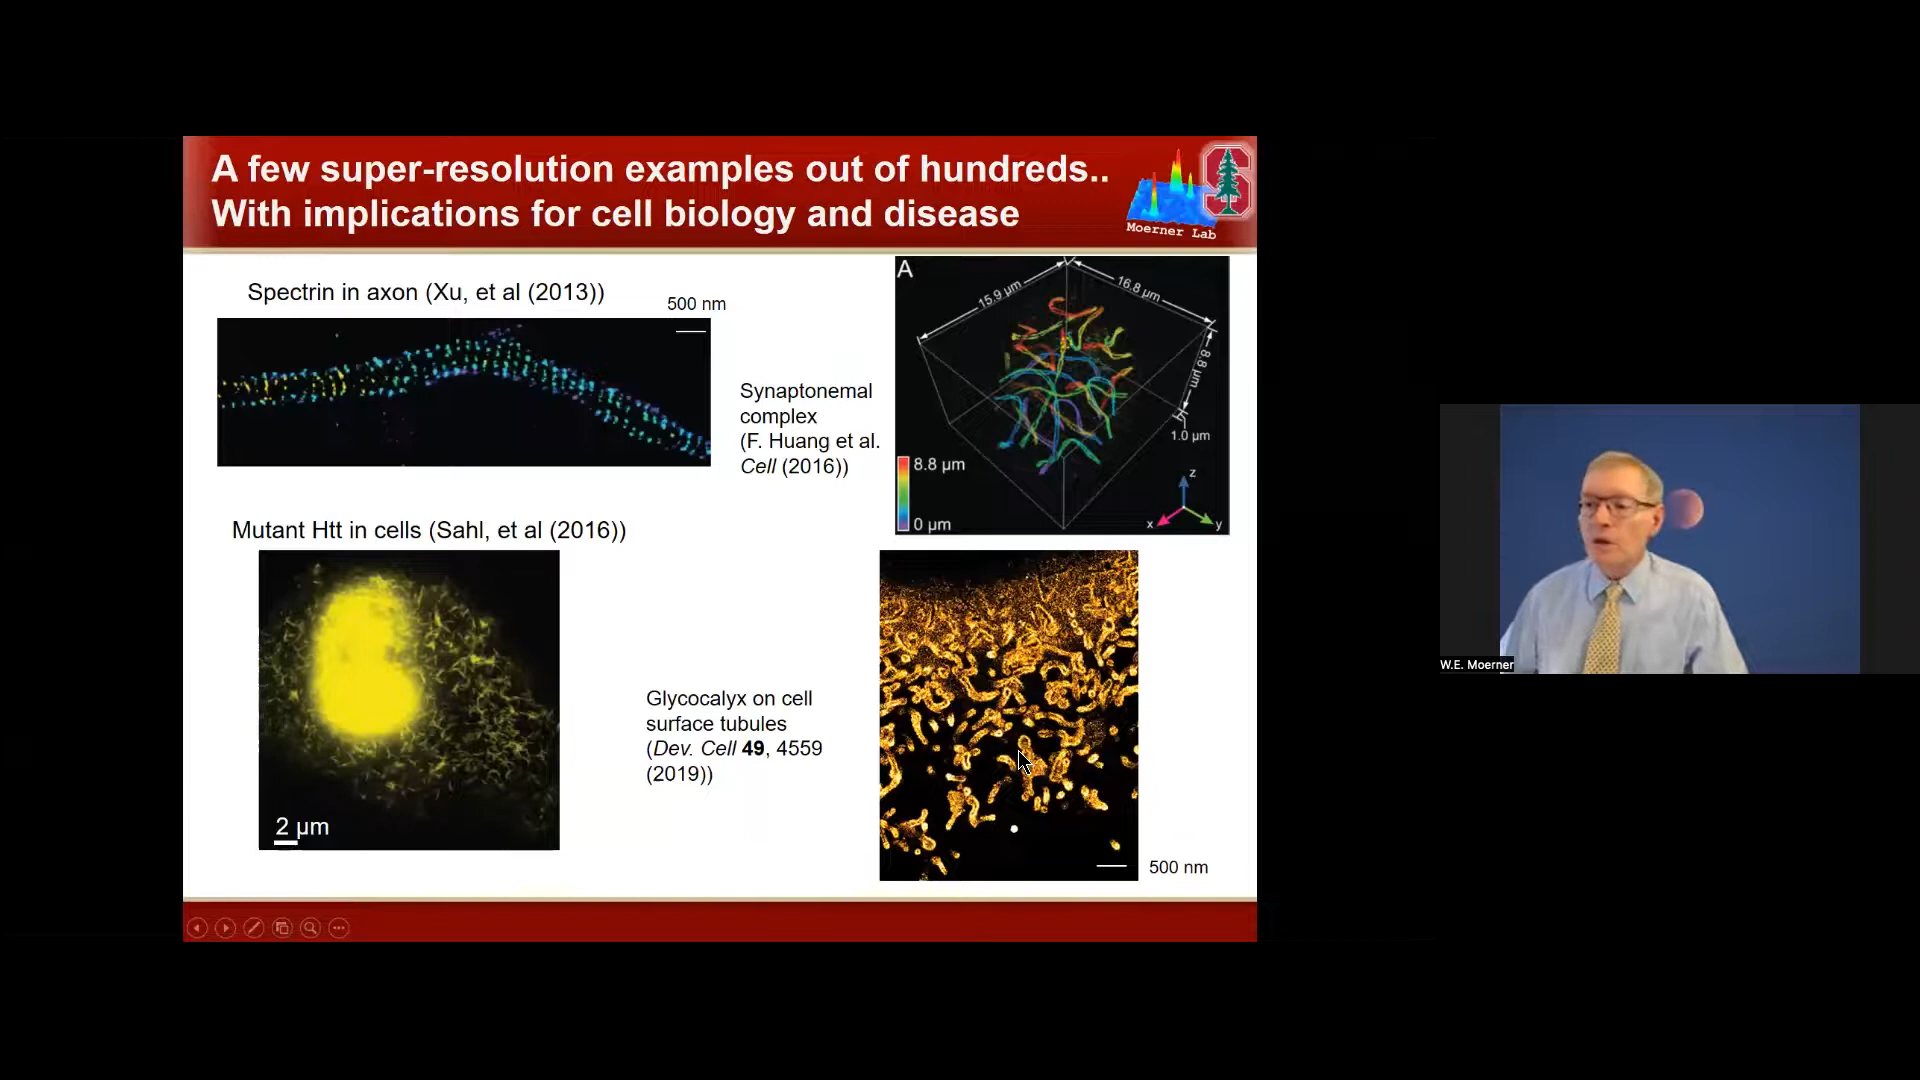 A few super-resolution examples out of hundreds..
With implications for cell biology and disease
Moerner Lab
Spectrin in axon (Xu, et al (2013))
500 nm
Synaptonemal
complex
(F. Huang et al.
Cell (2016))
A
15.9 µm
16.8 µm
8.8 µm
1.0 µm
8.8 µm
0 µm
z
x
y
Mutant Htt in cells (Sahl, et al (2016))
2 µm
Glycocalyx on cell
surface tubules
(Dev. Cell 49, 4559
(2019))
500 nm
W.E. Moerner